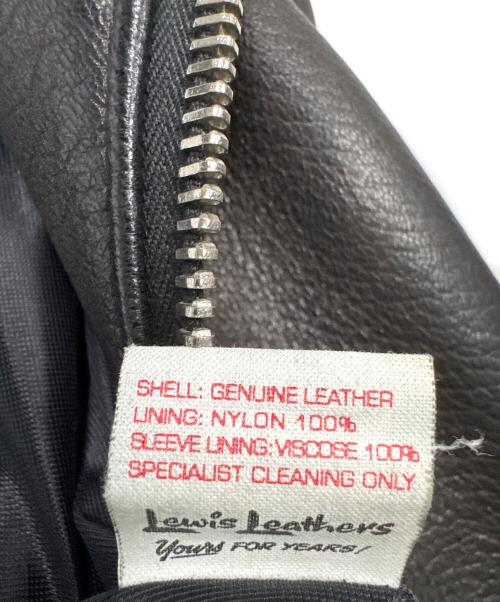 SHELL: GENUINE LEATHER
LINING: NYLON 100%
SLEEVE LINING: VISCOSE 100%
SPECIALIST CLEANING ONLY
Lewis Leathers
Yours FOR YEARS!